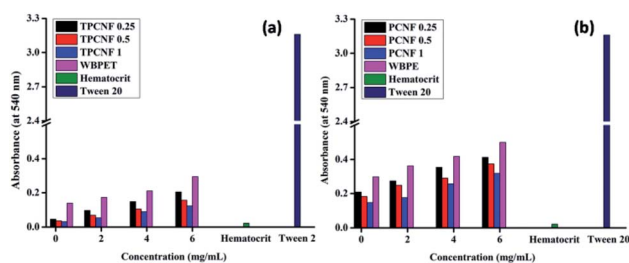 (a)
TPCNF 0.25
TPCNF 0.5
TPCNF 1
WBPET
Hematocrit
Tween 20
Absorbance (at 540 nm)
3.3
3.0
2.7
2.4
0.4
0.2
0.0
0 2 4 6 Hematocrit Tween 2
Concentration (mg/mL)
(b)
PCNF 0.25
PCNF 0.5
PCNF 1
WBPE
Hematocrit
Tween 20
Absorbance (at 540 nm)
3.3
3.0
2.7
2.4
0.4
0.2
0.0
0 2 4 6 Hematocrit Tween 20
Concentration (mg/mL)